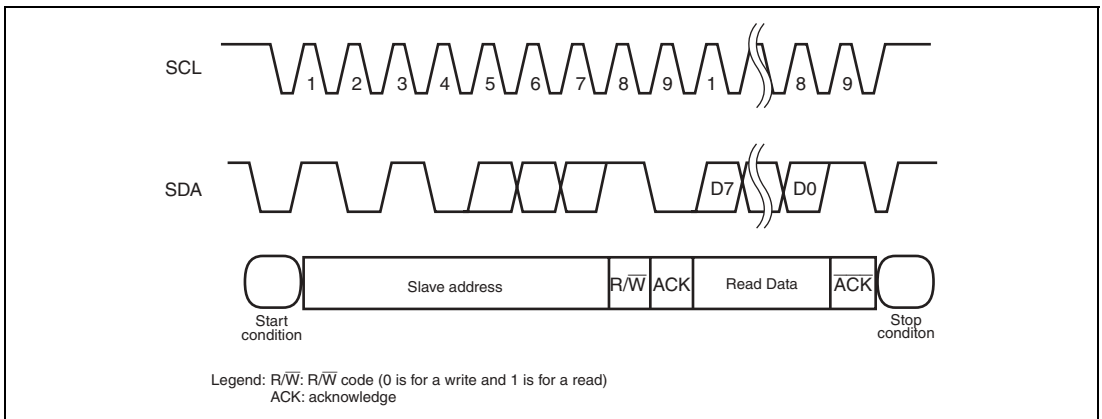 SCL
1 2 3 4 5 6 7 8 9 1 8 9
SDA
D7 D0
Slave address R/W̅ ACK Read Data A̅C̅K̅
Start
condition
Stop
conditon
Legend: R/W̅: R/W̅ code (0 is for a write and 1 is for a read)
ACK: acknowledge